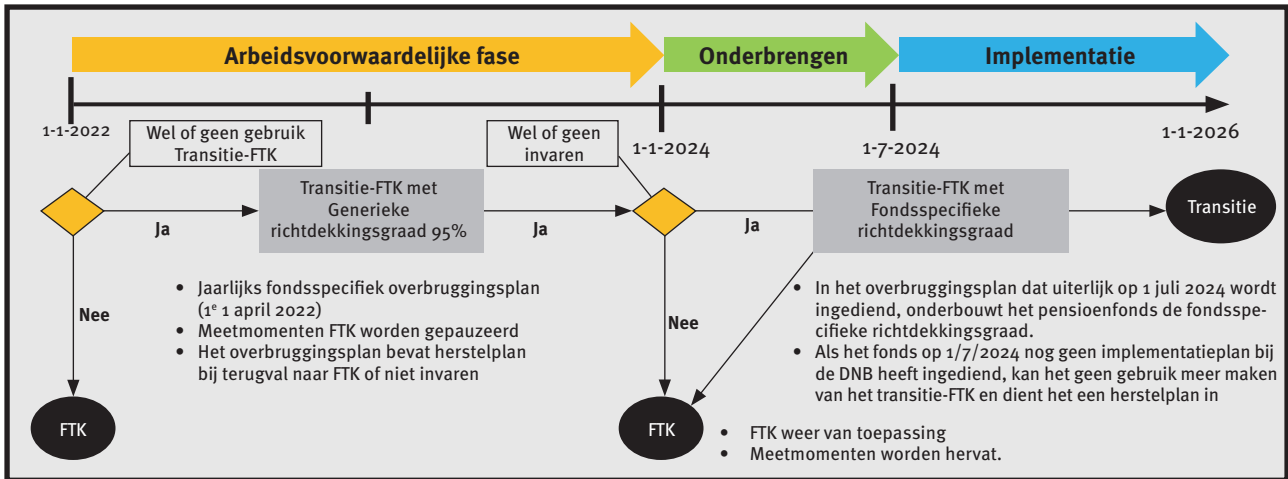 Arbeidsvoorwaardelijke fase
Onderbrengen
Implementatie
1-1-2022
Wel of geen gebruik
Transitie-FTK
Wel of geen
invaren
1-1-2024
1-7-2024
1-1-2026
Transitie-FTK met
Generieke
richtdekkingsgraad 95%
Transitie-FTK met
Fondsspecifieke
richtdekkingsgraad
Transitie
Ja
Ja
Ja
Nee
• Jaarlijks fondsspecifiek overbruggingsplan
(1e 1 april 2022)
• Meetmomenten FTK worden gepauzeerd
• Het overbruggingsplan bevat herstelplan
bij terugval naar FTK of niet invaren
Nee
• In het overbruggingsplan dat uiterlijk op 1 juli 2024 wordt
ingediend, onderbouwt het pensioenfonds de fondsspe-
cifieke richtdekkingsgraad.
• Als het fonds op 1/7/2024 nog geen implementatieplan bij
de DNB heeft ingediend, kan het geen gebruik meer maken
van het transitie-FTK en dient het een herstelplan in
FTK
FTK
• FTK weer van toepassing
• Meetmomenten worden hervat.